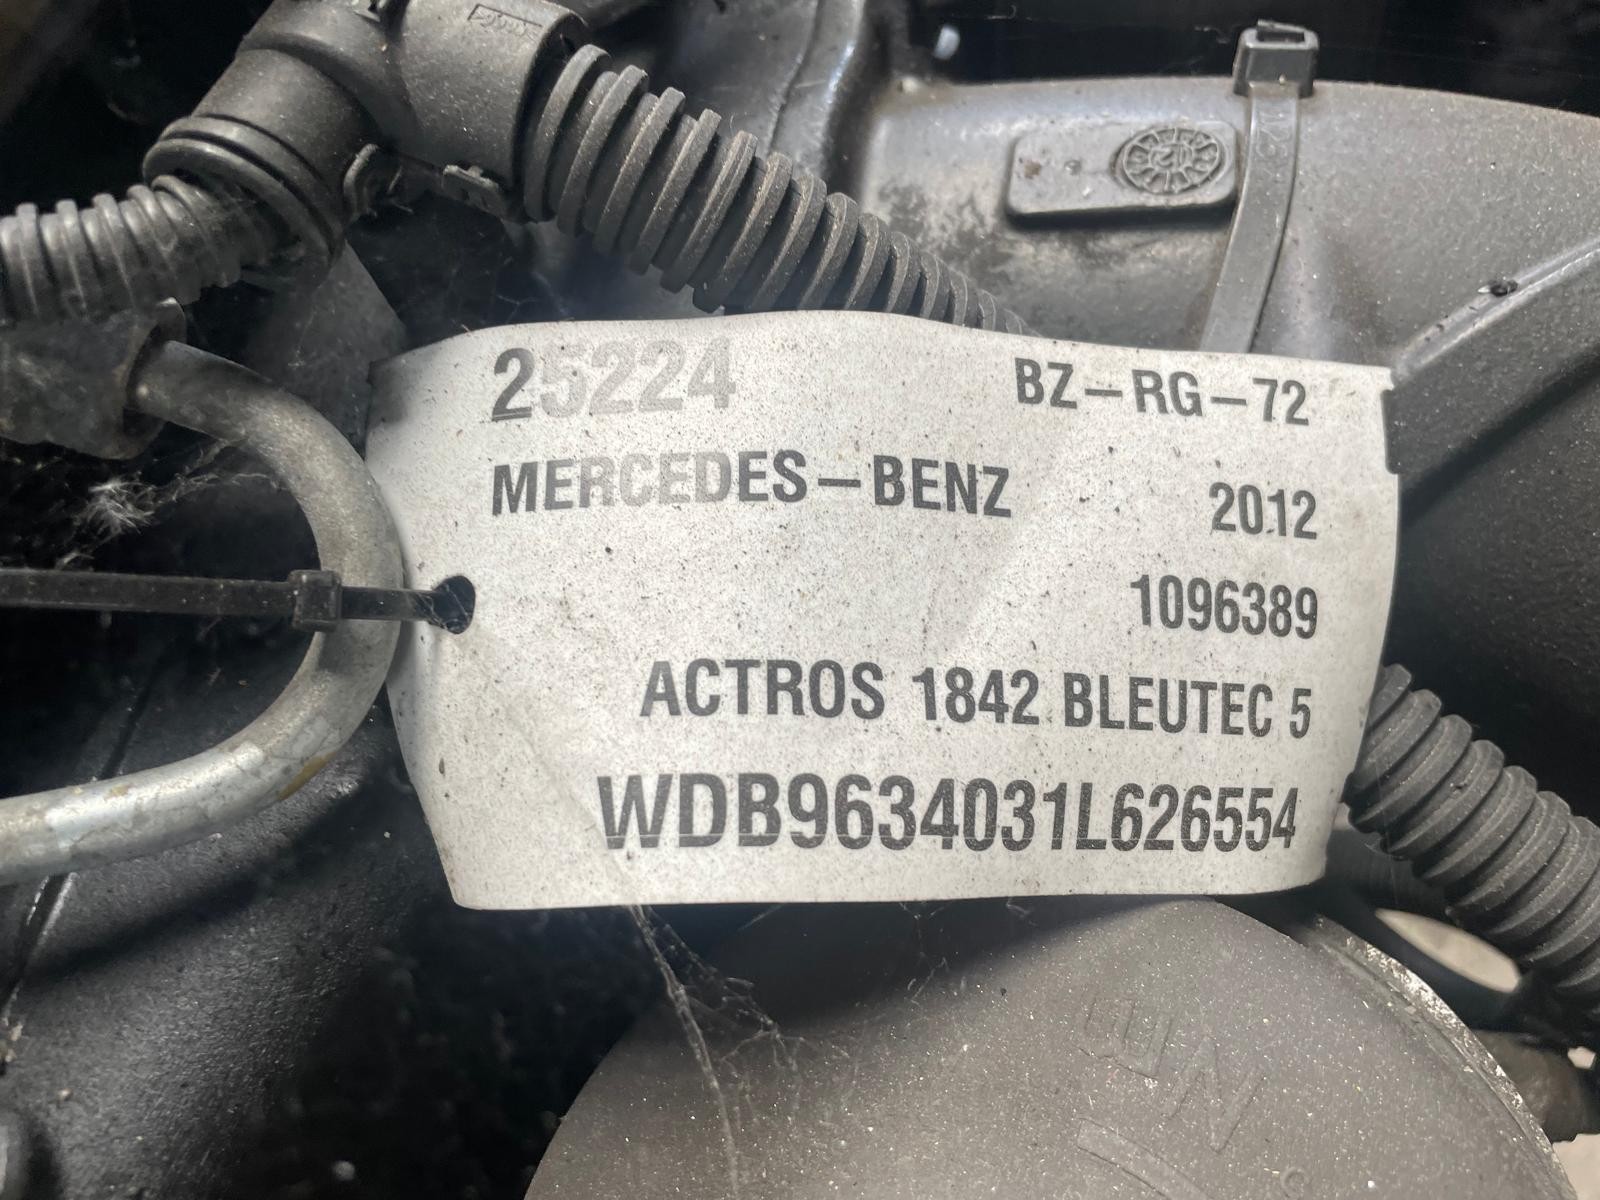 25224 BZ-RG-72
MERCEDES-BENZ 2012
1096389
ACTROS 1842 BLEUTEC 5
WDB9634031L626554